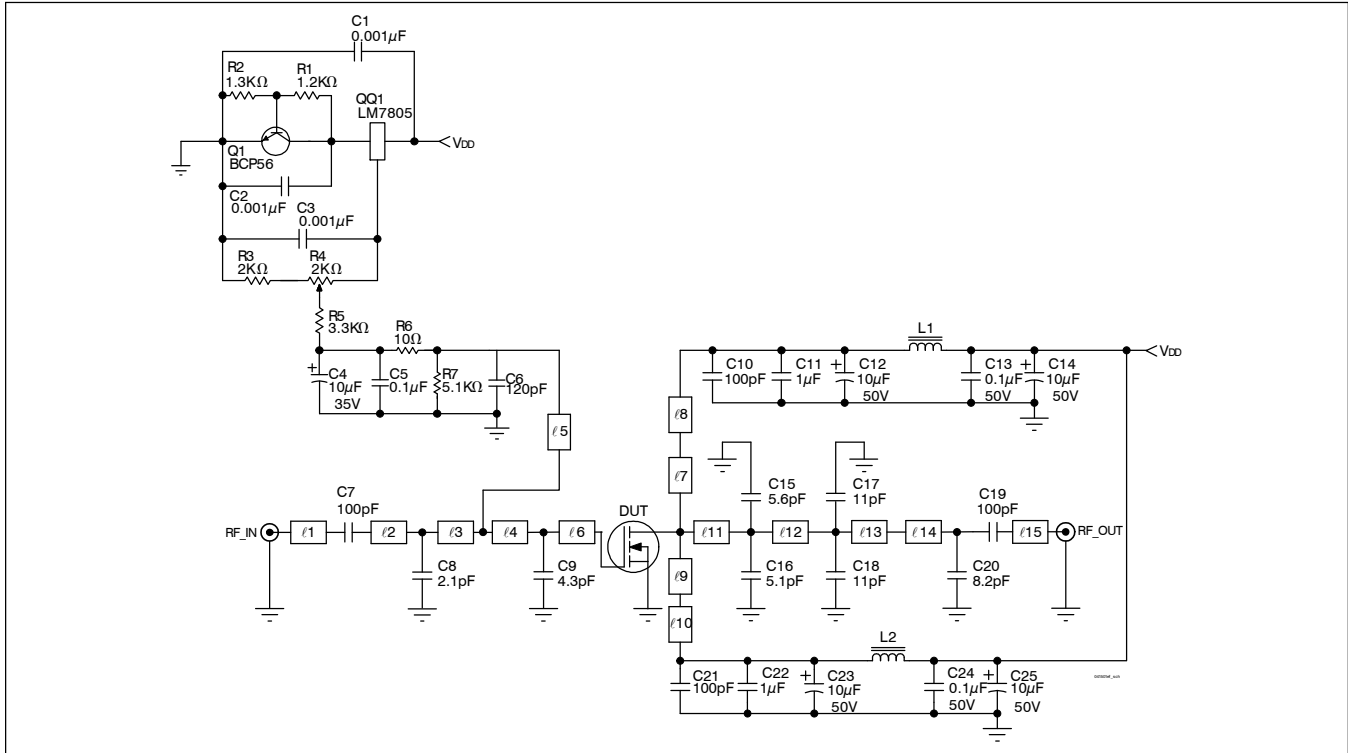 C1
0.001µF
R2
1.3KΩ
R1
1.2KΩ
QQ1
LM7805
VDD
Q1
BCP56
C2
0.001µF
C3
0.001µF
R3
2KΩ
R4
2KΩ
R5
3.3KΩ
R6
10Ω
C4
10µF
35V
C5
0.1µF
R7
5.1KΩ
C6
120pF
ℓ5
L1
VDD
C10
100pF
C11
1µF
C12
10µF
50V
C13
0.1µF
50V
C14
10µF
50V
ℓ8
ℓ7
C7
100pF
RF_IN
ℓ1
ℓ2
ℓ3
ℓ4
ℓ6
DUT
C8
2.1pF
C9
4.3pF
C15
5.6pF
C17
11pF
C19
100pF
ℓ11
ℓ12
ℓ13
ℓ14
ℓ15
RF_OUT
C16
5.1pF
C18
11pF
C20
8.2pF
ℓ9
ℓ10
L2
C21
100pF
C22
1µF
C23
10µF
50V
C24
0.1µF
50V
C25
10µF
50V